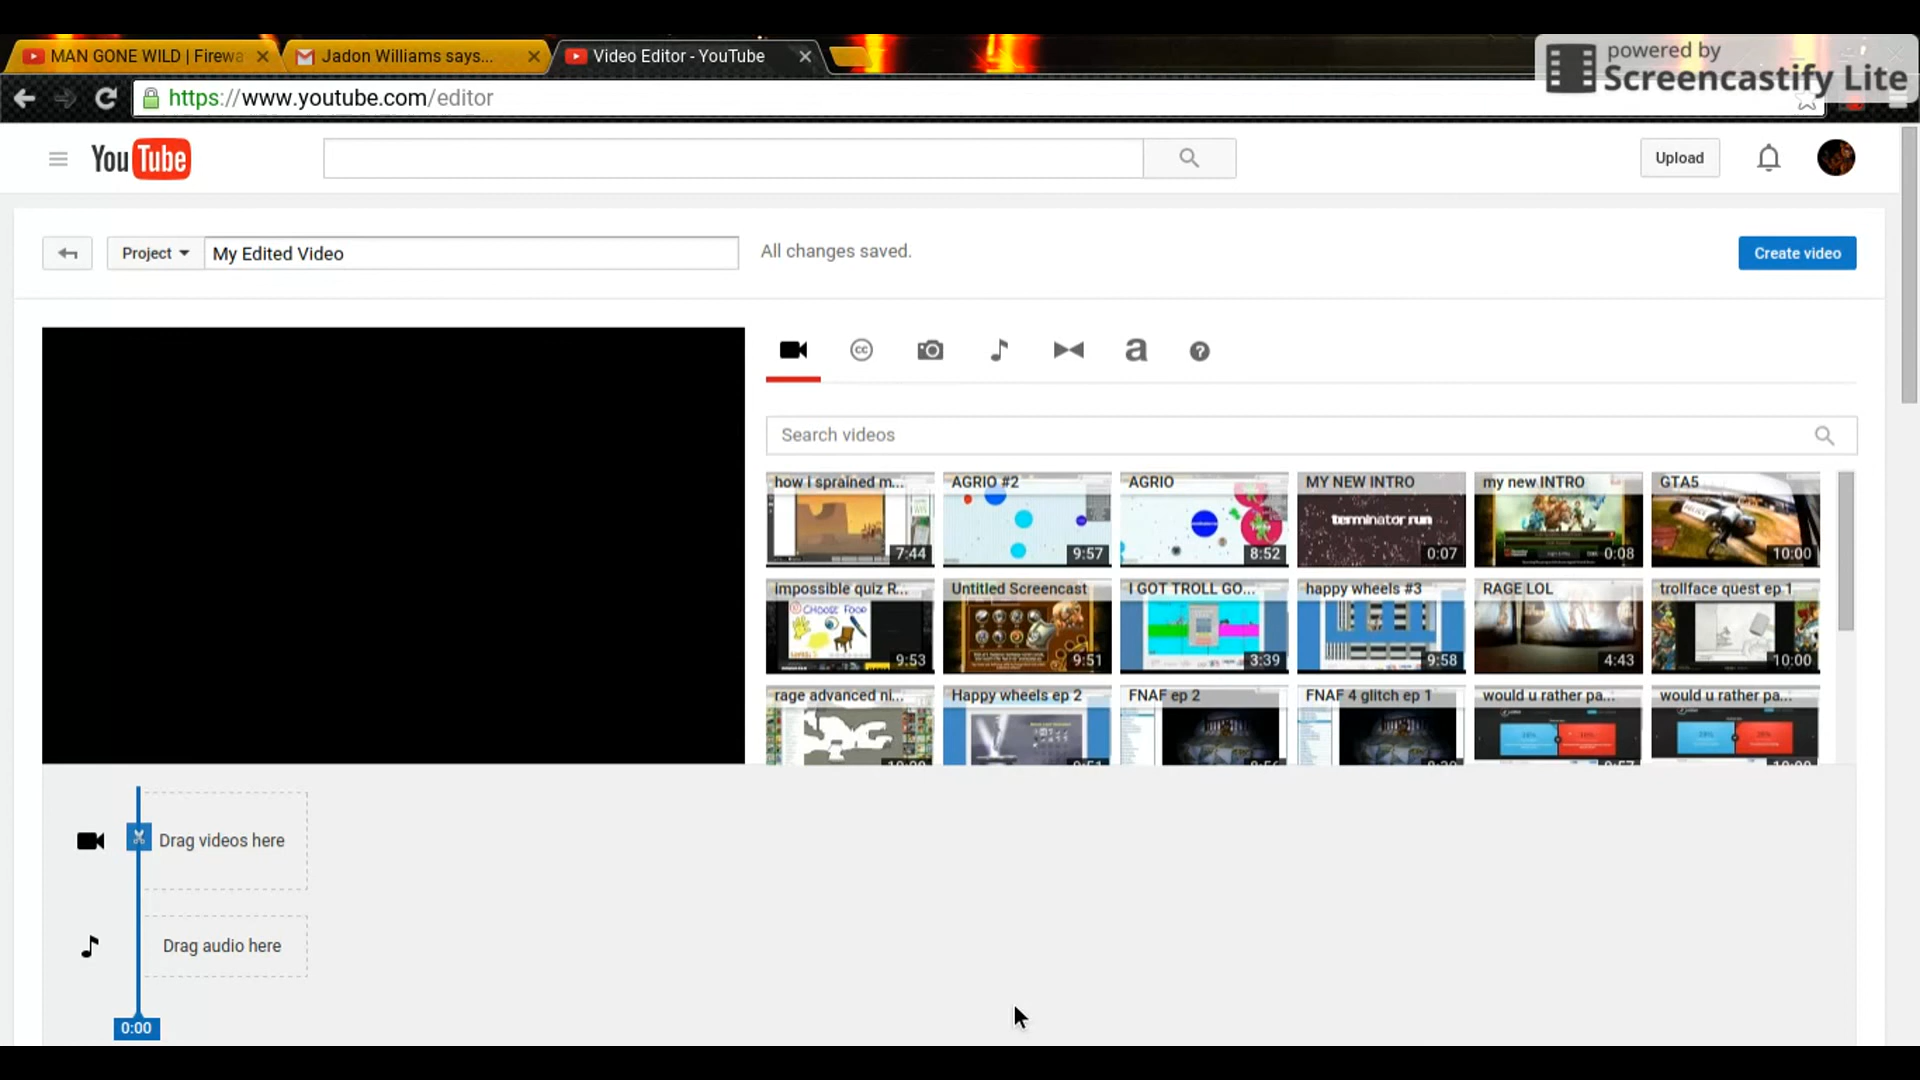 MAN GONE WILD | Firewa
Jadon Williams says...
Video Editor - YouTube
powered by
Screencastify Lite
https://www.youtube.com/editor
YouTube
Upload
Project
My Edited Video
All changes saved.
Create video
cc
a
?
Search videos
how i sprained m...
AGRIO #2
AGRIO
MY NEW INTRO
my new INTRO
GTA5
terminator run
POLICE
7:44
9:57
8:52
0:07
0:08
10:00
impossible quiz R...
Untitled Screencast
I GOT TROLL GO...
happy wheels #3
RAGE LOL
trollface quest ep 1
CHOOSE FOOD
9:53
9:51
3:39
9:58
4:43
10:00
rage advanced ni...
Happy wheels ep 2
FNAF ep 2
FNAF 4 glitch ep 1
would u rather pa...
would u rather pa...
Drag videos here
Drag audio here
0:00